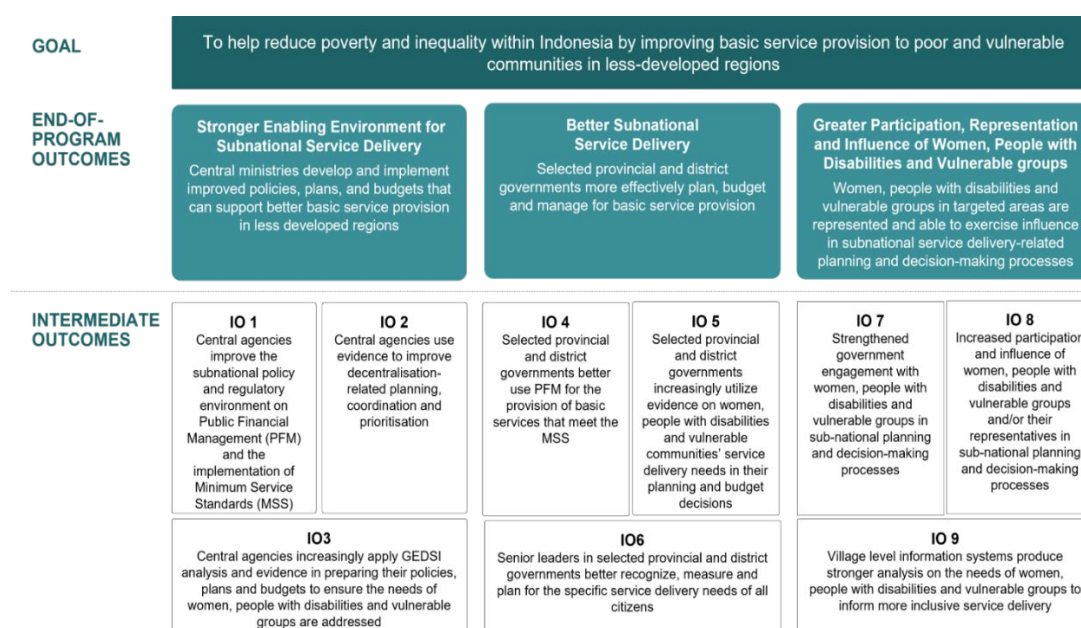 GOAL
To help reduce poverty and inequality within Indonesia by improving basic service provision to poor and vulnerable
communities in less-developed regions
END-OF-
PROGRAM
OUTCOMES
Stronger Enabling Environment for
Subnational Service Delivery
Central ministries develop and implement
improved policies, plans, and budgets that
can support better basic service provision
in less developed regions
Better Subnational
Service Delivery
Selected provincial and district
governments more effectively plan, budget
and manage for basic service provision
Greater Participation, Representation
and Influence of Women, People with
Disabilities and Vulnerable groups
Women, people with disabilities and
vulnerable groups in targeted areas are
represented and able to exercise influence
in subnational service delivery-related
planning and decision-making processes
INTERMEDIATE
OUTCOMES
IO 1
Central agencies
improve the
subnational policy
and regulatory
environment on
Public Financial
Management (PFM)
and the
implementation of
Minimum Service
Standards (MSS)
IO 2
Central agencies use
evidence to improve
decentralisation-
related planning,
coordination and
prioritisation
IO 4
Selected provincial
and district
governments better
use PFM for the
provision of basic
services that meet the
MSS
IO 5
Selected provincial
and district
governments
increasingly utilize
evidence on women,
people with disabilities
and vulnerable
communities' service
delivery needs in their
planning and budget
decisions
IO 7
Strengthened
government
engagement with
women, people with
disabilities and
vulnerable groups in
sub-national planning
and decision-making
processes
IO 8
Increased participation
and influence of
women, people with
disabilities and
vulnerable groups
and/or their
representatives in
sub-national planning
and decision-making
processes
IO3
Central agencies increasingly apply GEDSI
analysis and evidence in preparing their policies,
plans and budgets to ensure the needs of
women, people with disabilities and vulnerable
groups are addressed
IO6
Senior leaders in selected provincial and district
governments better recognize, measure and
plan for the specific service delivery needs of all
citizens
IO 9
Village level information systems produce
stronger analysis on the needs of women,
people with disabilities and vulnerable groups to
inform more inclusive service delivery